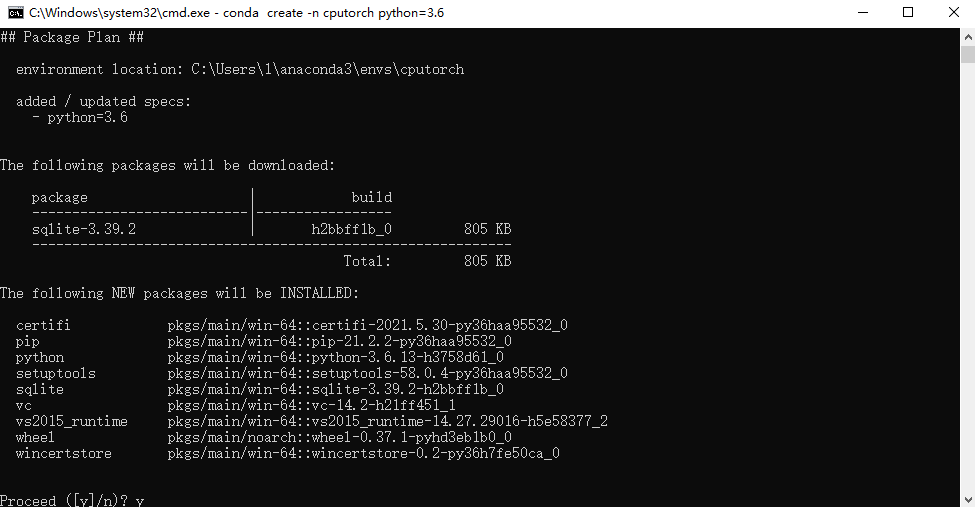 C:\Windows\system32\cmd.exe - conda  create -n cputorch python=3.6
## Package Plan ##
environment location: C:\Users\l\anaconda3\envs\cputorch
added / updated specs:
- python=3.6
The following packages will be downloaded:
package | build
---------------------------|-----------------
sqlite-3.39.2 | h2bbff1b_0 805 KB
------------------------------------------------------------
Total: 805 KB
The following NEW packages will be INSTALLED:
certifi pkgs/main/win-64::certifi-2021.5.30-py36haa95532_0
pip pkgs/main/win-64::pip-21.2.2-py36haa95532_0
python pkgs/main/win-64::python-3.6.13-h3758d61_0
setuptools pkgs/main/win-64::setuptools-58.0.4-py36haa95532_0
sqlite pkgs/main/win-64::sqlite-3.39.2-h2bbff1b_0
vc pkgs/main/win-64::vc-14.2-h21ff451_1
vs2015_runtime pkgs/main/win-64::vs2015_runtime-14.27.29016-h5e58377_2
wheel pkgs/main/noarch::wheel-0.37.1-pyhd3eb1b0_0
wincertstore pkgs/main/win-64::wincertstore-0.2-py36h7fe50ca_0
Proceed ([y]/n)? y